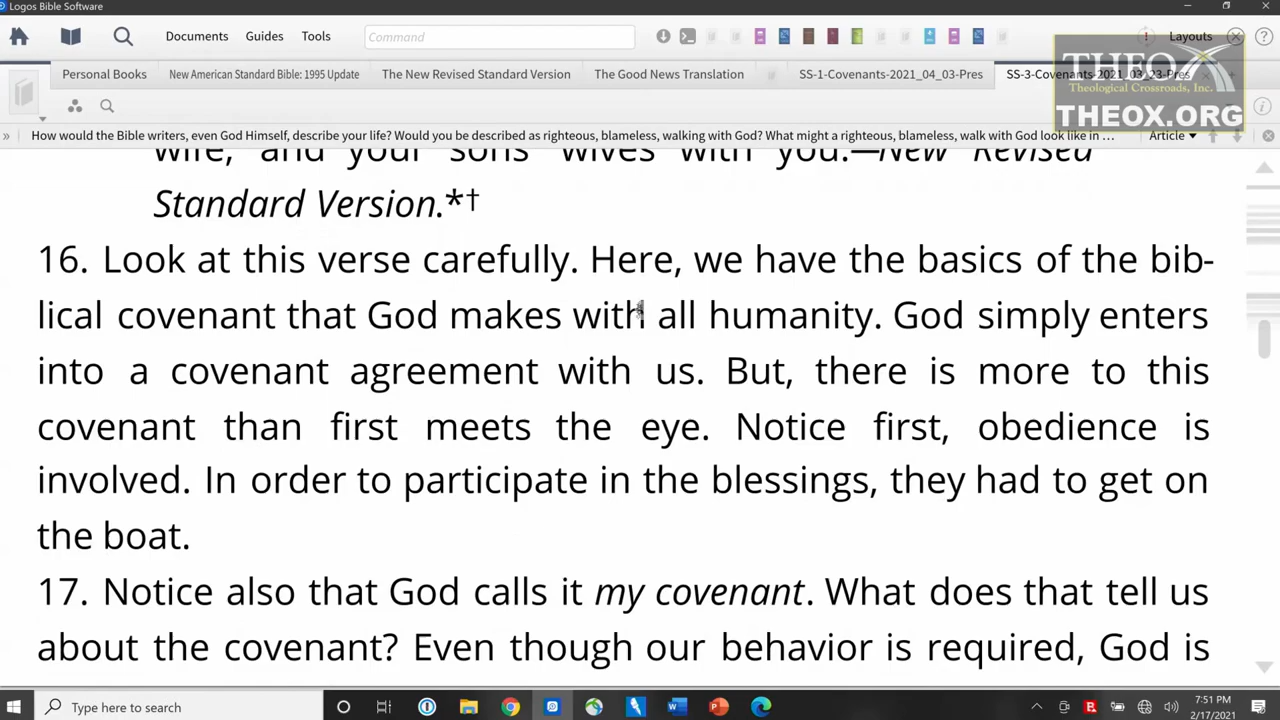 Logos Bible Software
Documents Guides Tools Command Layouts
Personal Books New American Standard Bible: 1995 Update The New Revised Standard Version The Good News Translation SS-1-Covenants-2021_04_03-Pres SS-3-Covenants-2021_03_23-Pres
THEOX
Theological Crossroads, Inc.
THEOX.ORG
» How would the Bible writers, even God Himself, describe your life? Would you be described as righteous, blameless, walking with God? What might a righteous, blameless, walk with God look like in ... Article
wife, and your sons' wives with you.—New Revised
Standard Version.*†
16. Look at this verse carefully. Here, we have the basics of the bib-
lical covenant that God makes with all humanity. God simply enters
into a covenant agreement with us. But, there is more to this
covenant than first meets the eye. Notice first, obedience is
involved. In order to participate in the blessings, they had to get on
the boat.
17. Notice also that God calls it my covenant. What does that tell us
about the covenant? Even though our behavior is required, God is
Type here to search
7:51 PM
2/17/2021